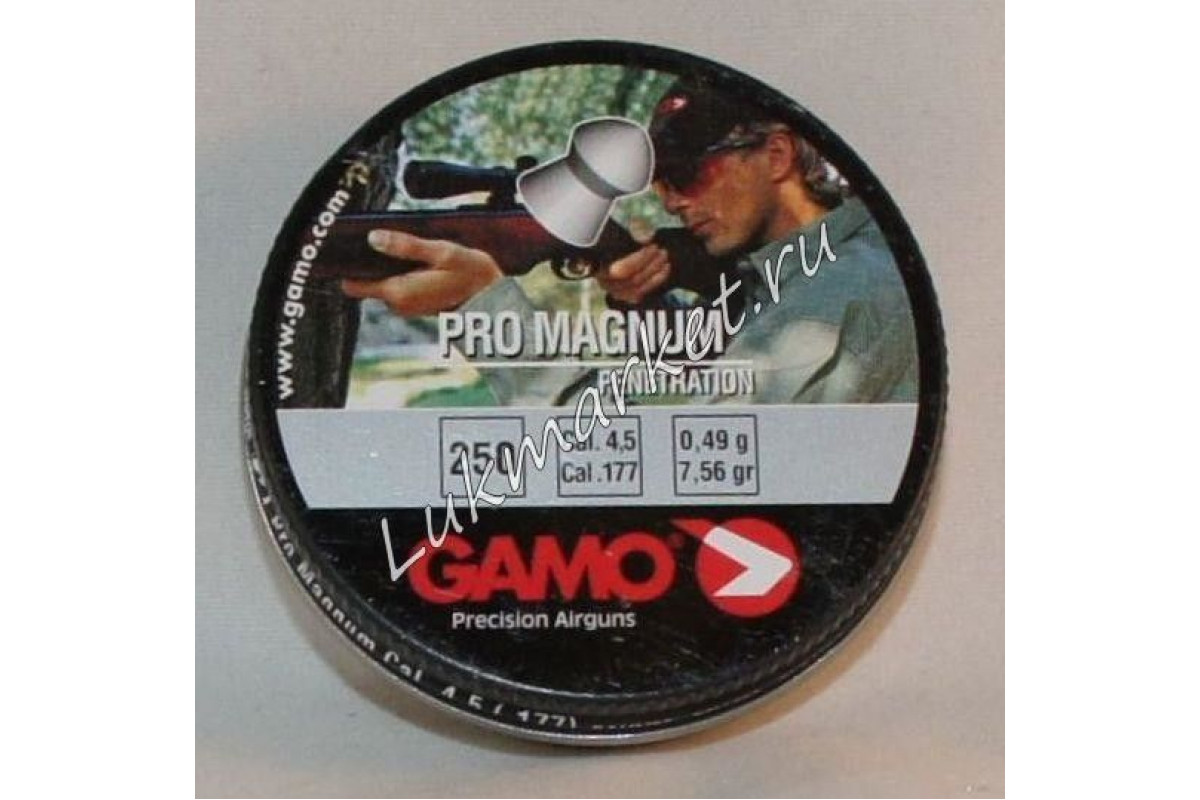 www.gamo.com
PRO MAGNUM
PENETRATION
250
Cal. 4,5
Cal .177
0,49 g
7,56 gr
GAMO®
Precision Airguns
Pro Magnum Cal. 4,5 (.177)
Lukmarket.ru